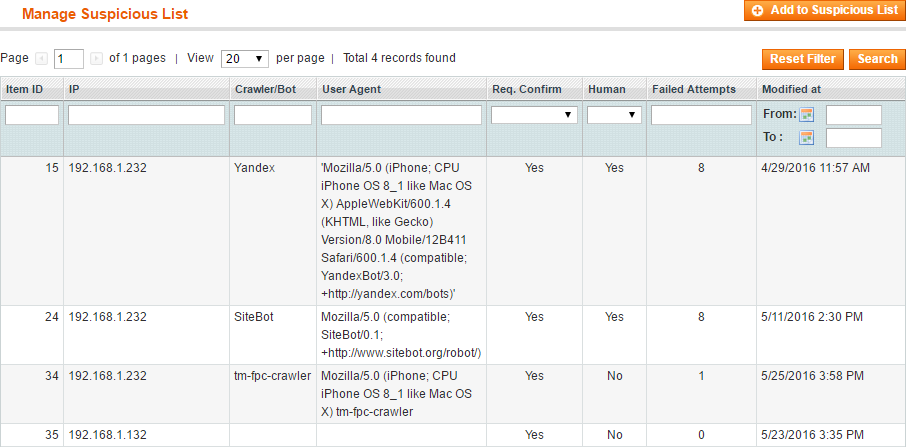 Manage Suspicious List
Add to Suspicious List
Page 1 of 1 pages | View 20 per page | Total 4 records found
Reset Filter Search
Item ID IP Crawler/Bot User Agent Req. Confirm Human Failed Attempts Modified at
From:
To :
15 192.168.1.232 Yandex 'Mozilla/5.0 (iPhone; CPU Yes Yes 8 4/29/2016 11:57 AM
iPhone OS 8_1 like Mac OS
X) AppleWebKit/600.1.4
(KHTML, like Gecko)
Version/8.0 Mobile/12B411
Safari/600.1.4 (compatible;
YandexBot/3.0;
+http://yandex.com/bots)'
24 192.168.1.232 SiteBot Mozilla/5.0 (compatible; Yes Yes 8 5/11/2016 2:30 PM
SiteBot/0.1;
+http://www.sitebot.org/robot/)
34 192.168.1.232 tm-fpc-crawler Mozilla/5.0 (iPhone; CPU Yes No 1 5/25/2016 3:58 PM
iPhone OS 8_1 like Mac OS
X) tm-fpc-crawler
35 192.168.1.132 Yes No 0 5/23/2016 3:35 PM